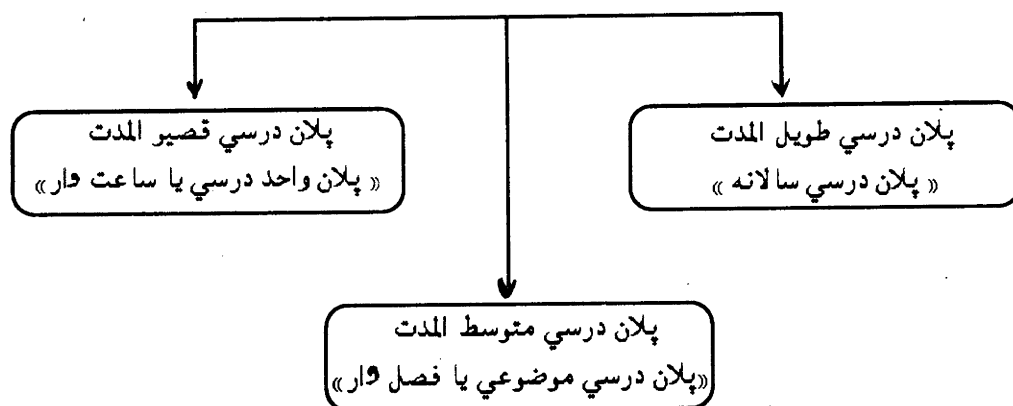 پلان درسي طويل المدت
« پلان درسي سالانه »
پلان درسي قصير المدت
« پلان واحد درسي يا ساعت وار»
پلان درسي متوسط المدت
«پلان درسي موضوعي يا فصل وار»